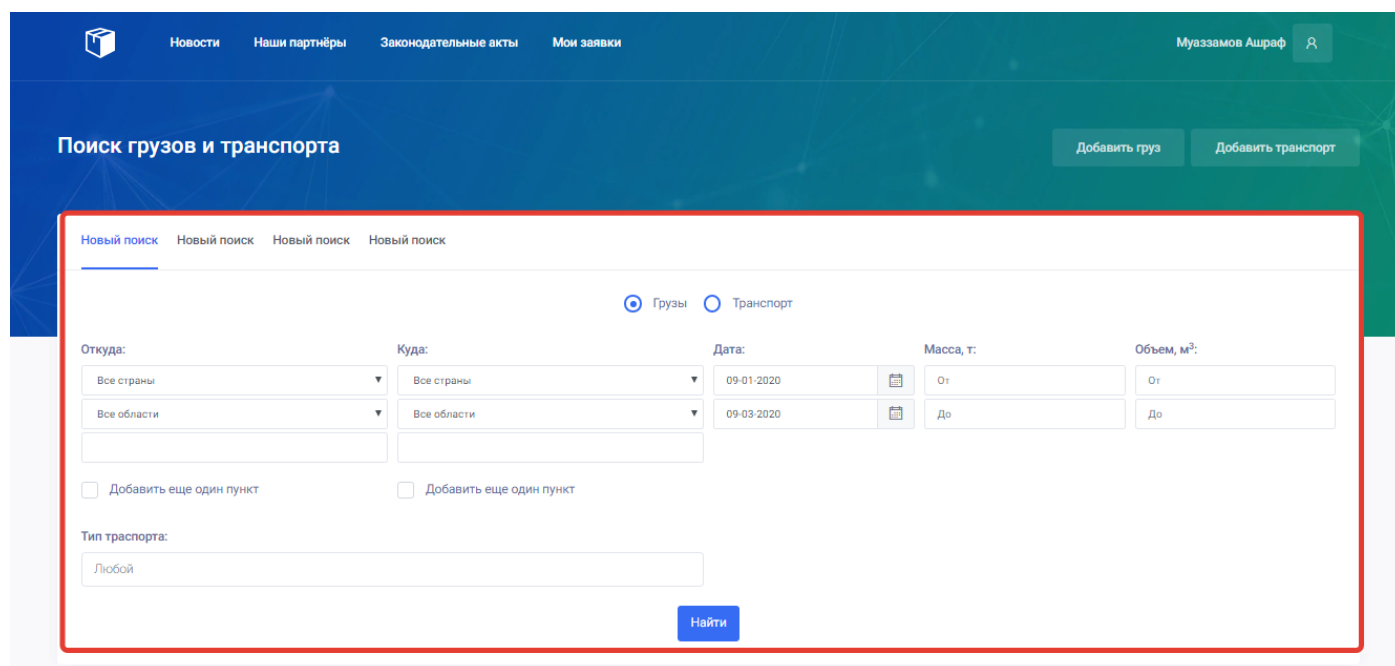 Новости Наши партнёры Законодательные акты Мои заявки Муаззамов Ашраф
Поиск грузов и транспорта Добавить груз Добавить транспорт
Новый поиск Новый поиск Новый поиск Новый поиск
Грузы Транспорт
Откуда: Куда: Дата: Масса, т: Объем, м³:
Все страны Все страны 09-01-2020 От От
Все области Все области 09-03-2020 До До
Добавить еще один пункт Добавить еще один пункт
Тип траспорта:
Любой
Найти